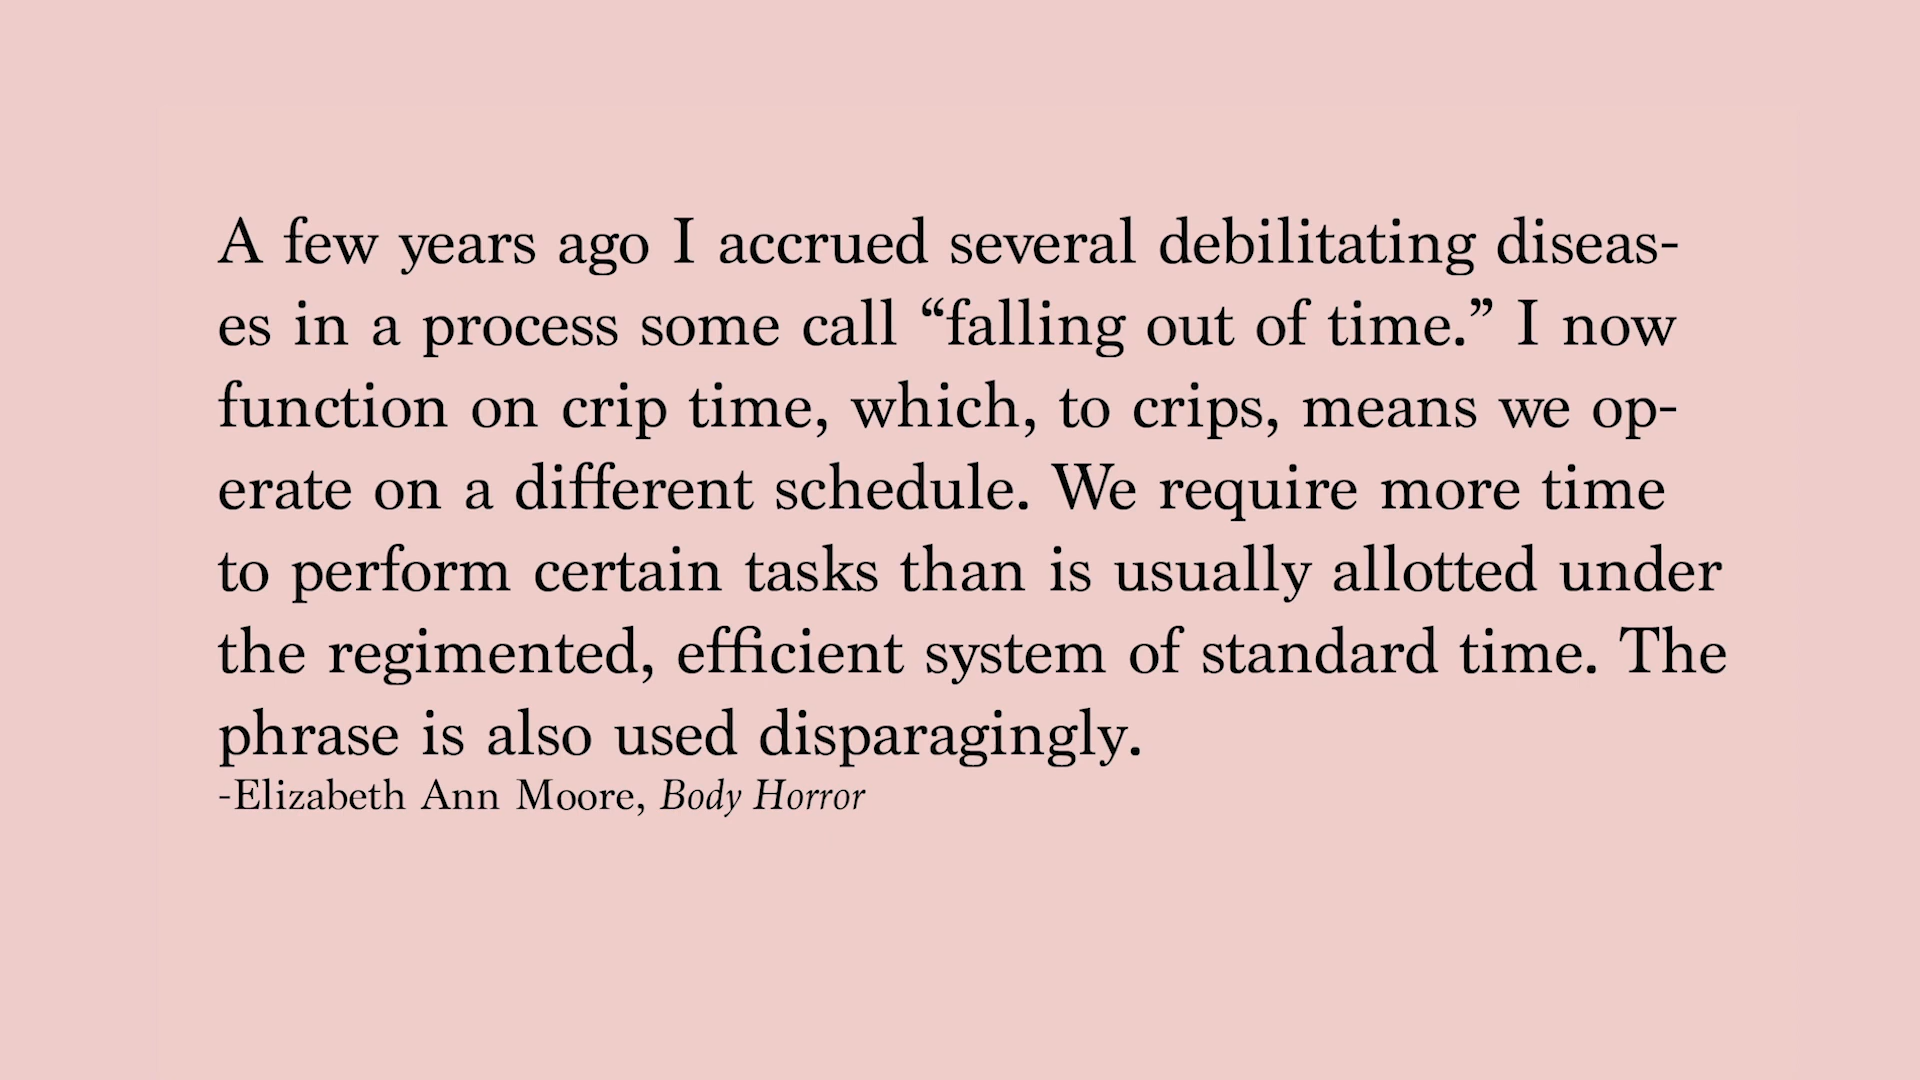 A few years ago I accrued several debilitating diseas-
es in a process some call “falling out of time.” I now
function on crip time, which, to crips, means we op-
erate on a different schedule. We require more time
to perform certain tasks than is usually allotted under
the regimented, efficient system of standard time. The
phrase is also used disparagingly.
-Elizabeth Ann Moore, Body Horror